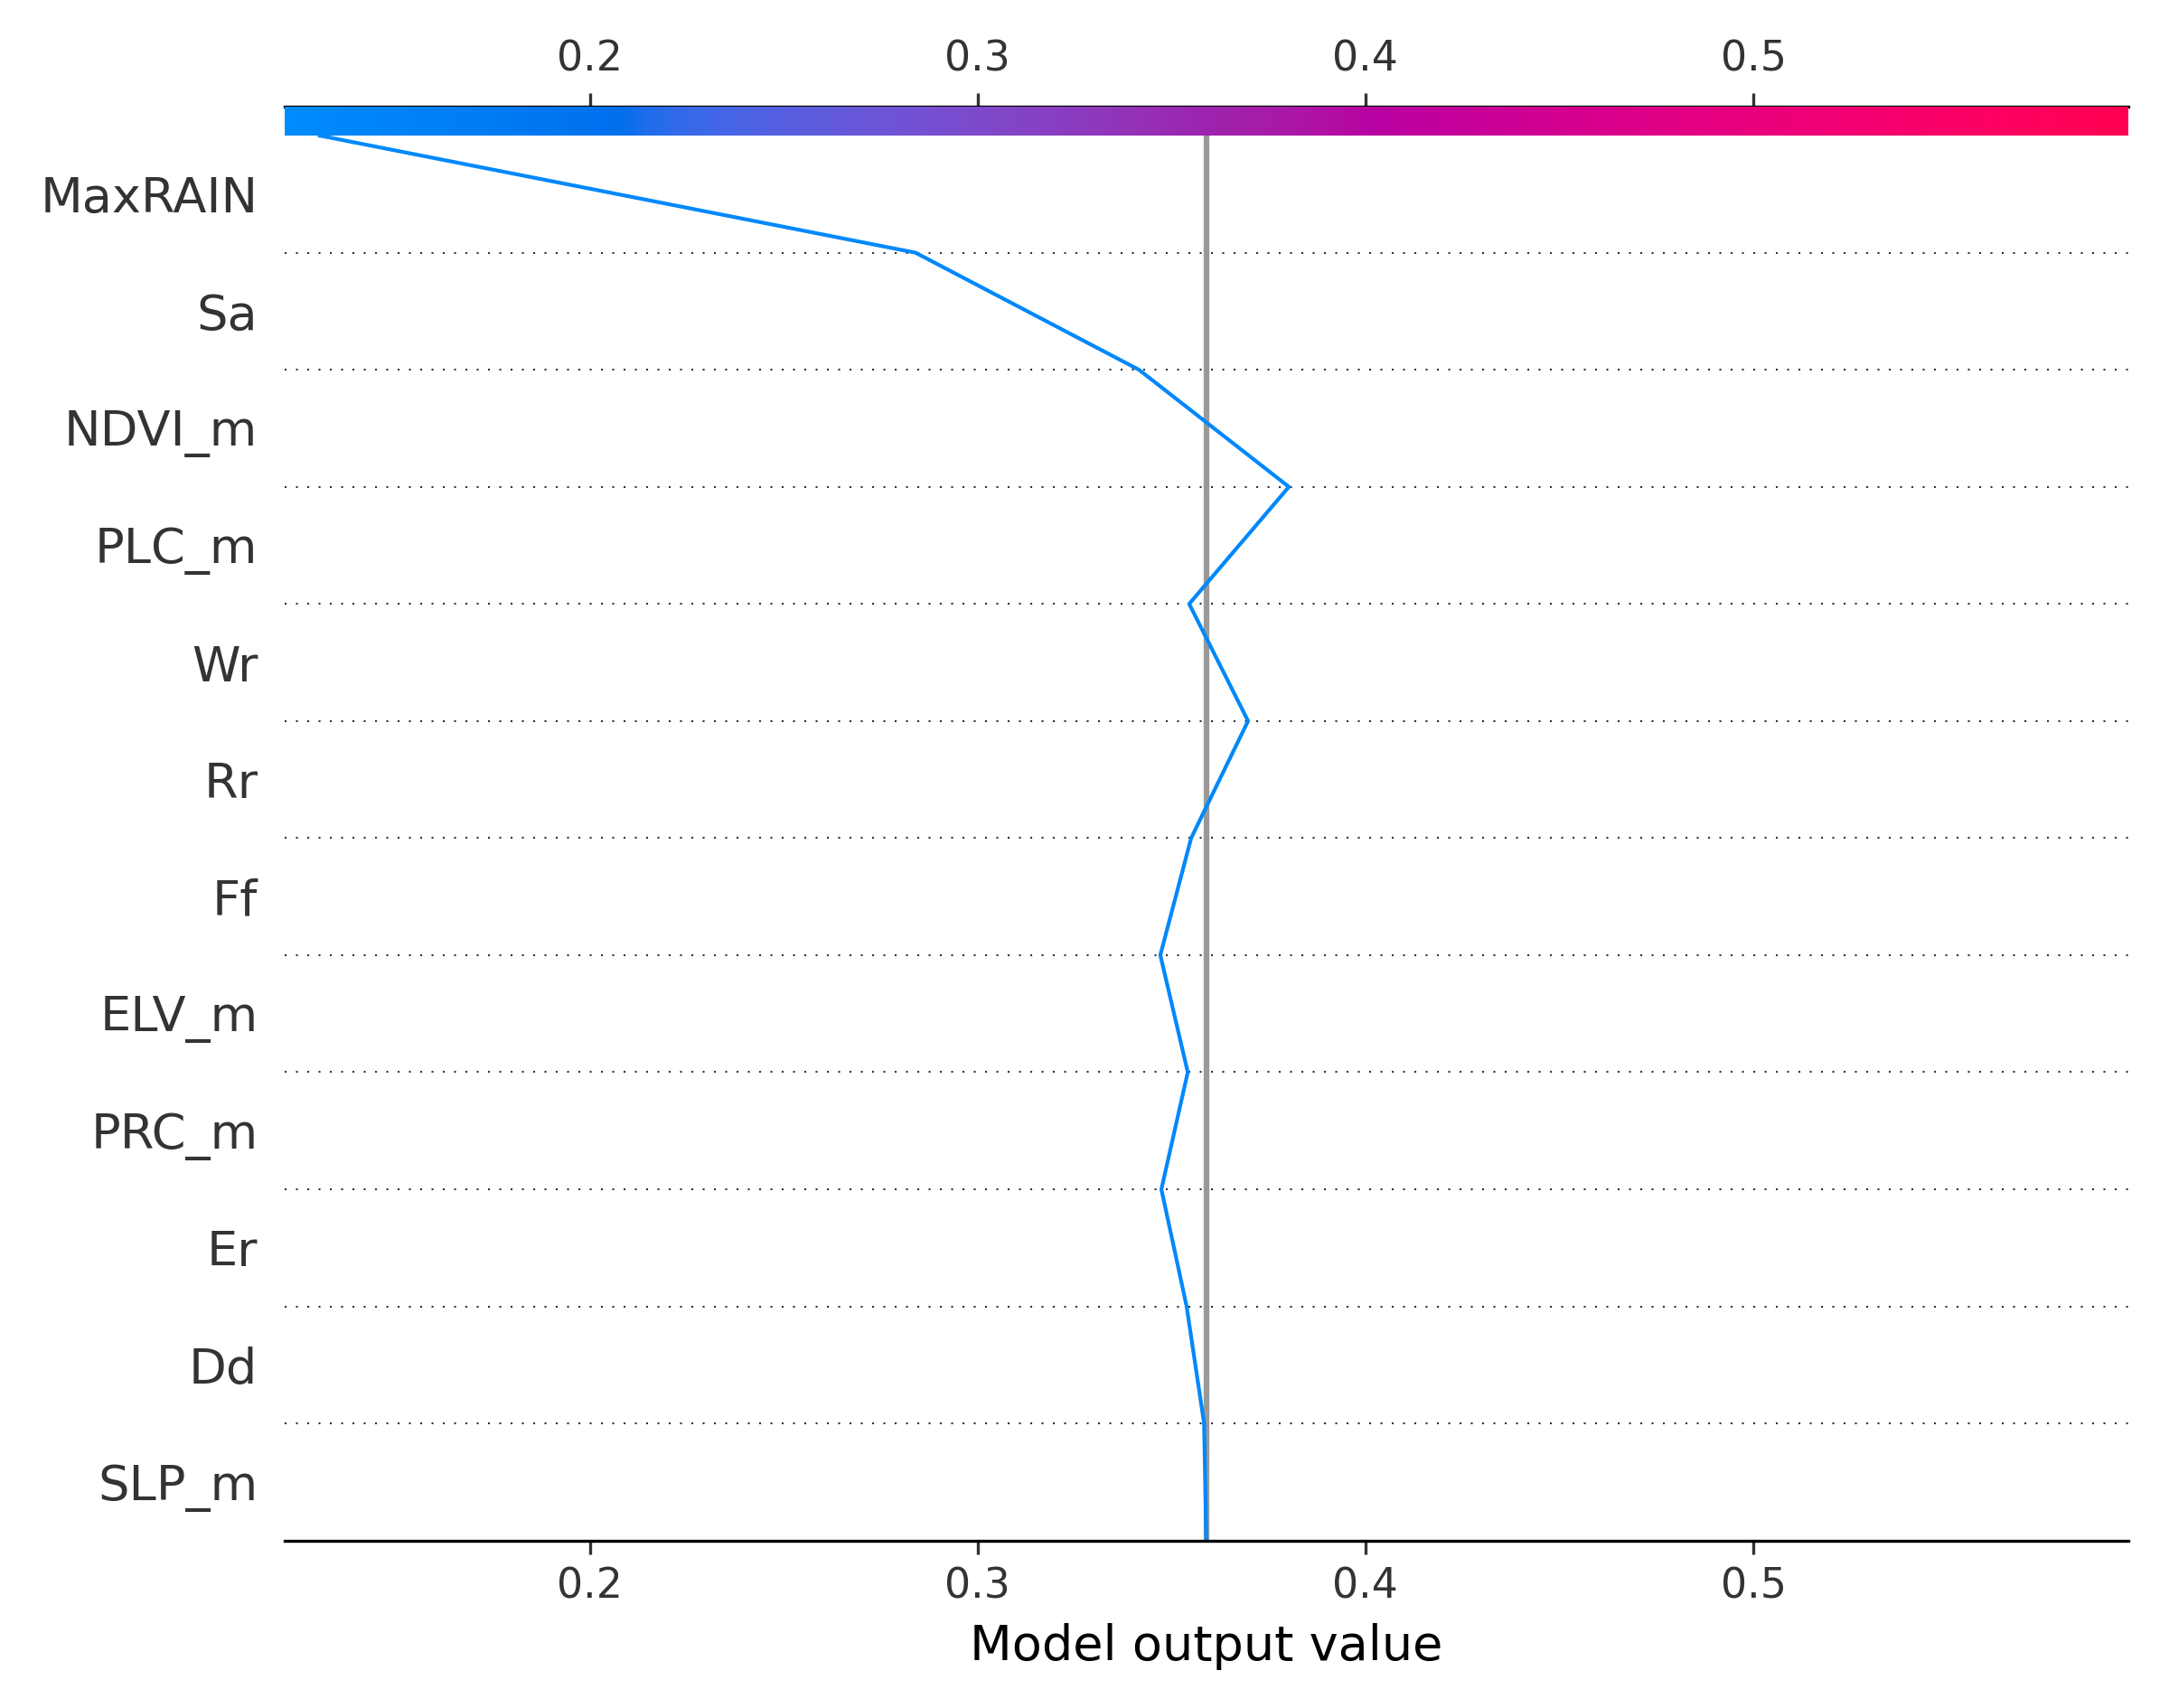 0.2 0.3 0.4 0.5
MaxRAIN
Sa
NDVI_m
PLC_m
Wr
Rr
Ff
ELV_m
PRC_m
Er
Dd
SLP_m
0.2 0.3 0.4 0.5
Model output value